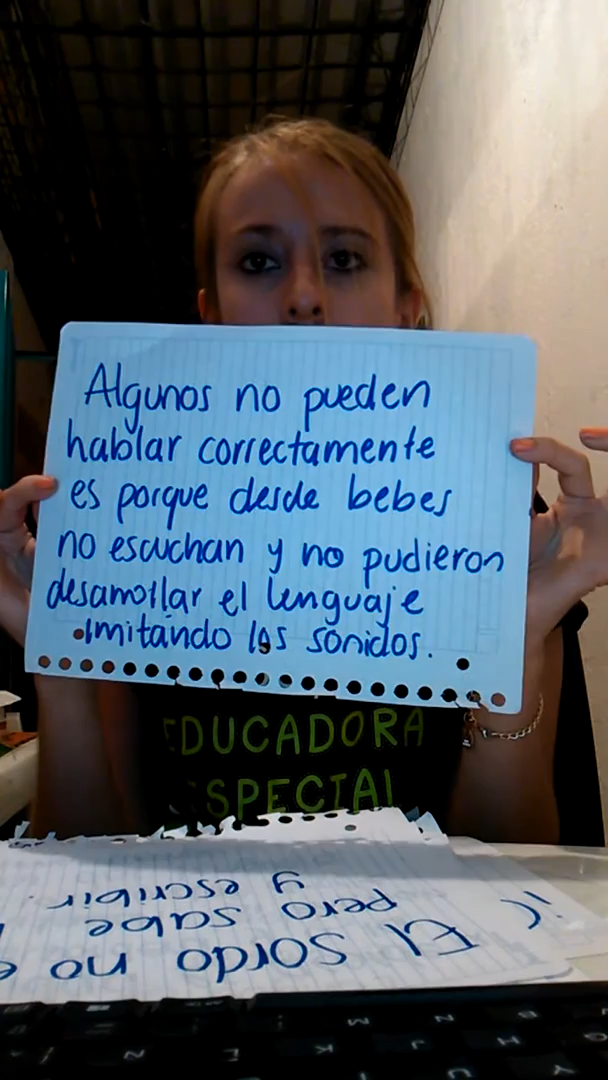 Algunos no pueden
hablar correctamente
es porque desde bebes
no escuchan y no pudieron
desarrollar el lenguaje
imitando los sonidos.
EDUCADORA
ESPECIAL
El sordo no
pero sabe
y escribir.